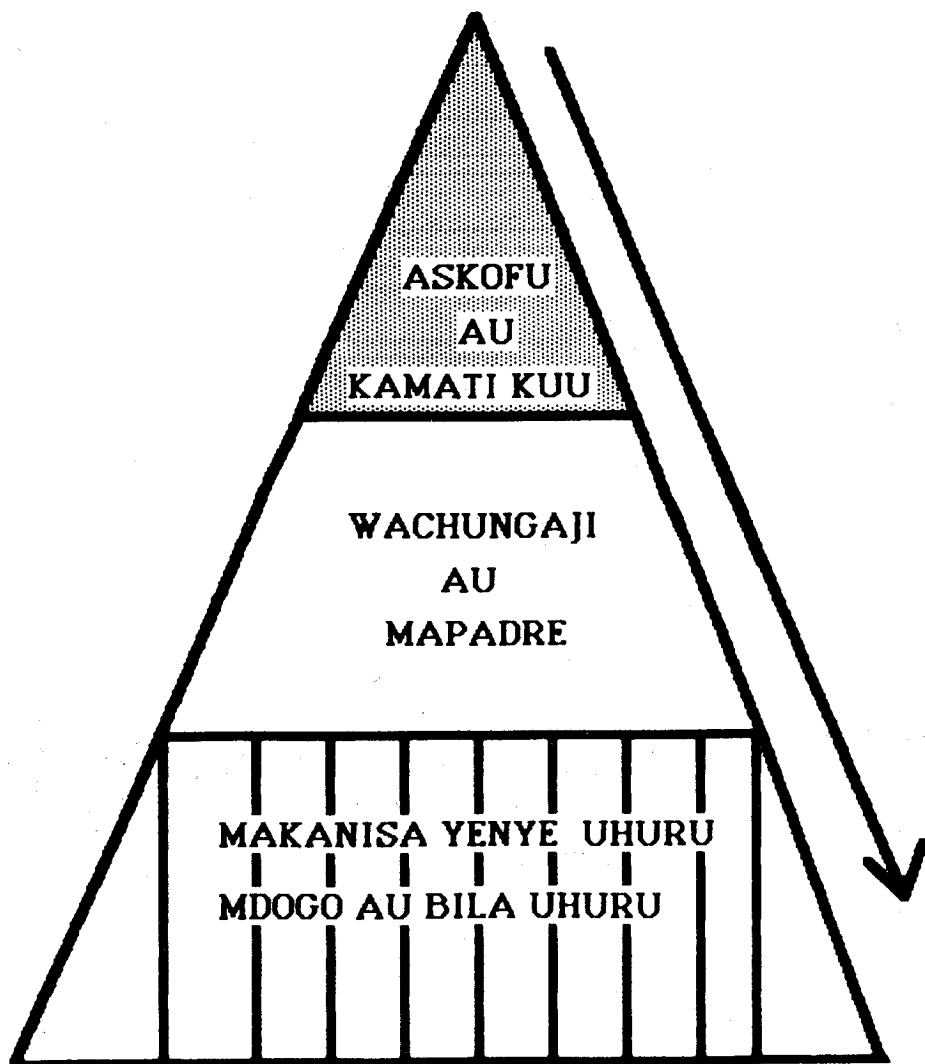 ASKOFU
AU
KAMATI KUU
WACHUNGAJI
AU
MAPADRE
MAKANISA YENYE UHURU
MDOGO AU BILA UHURU